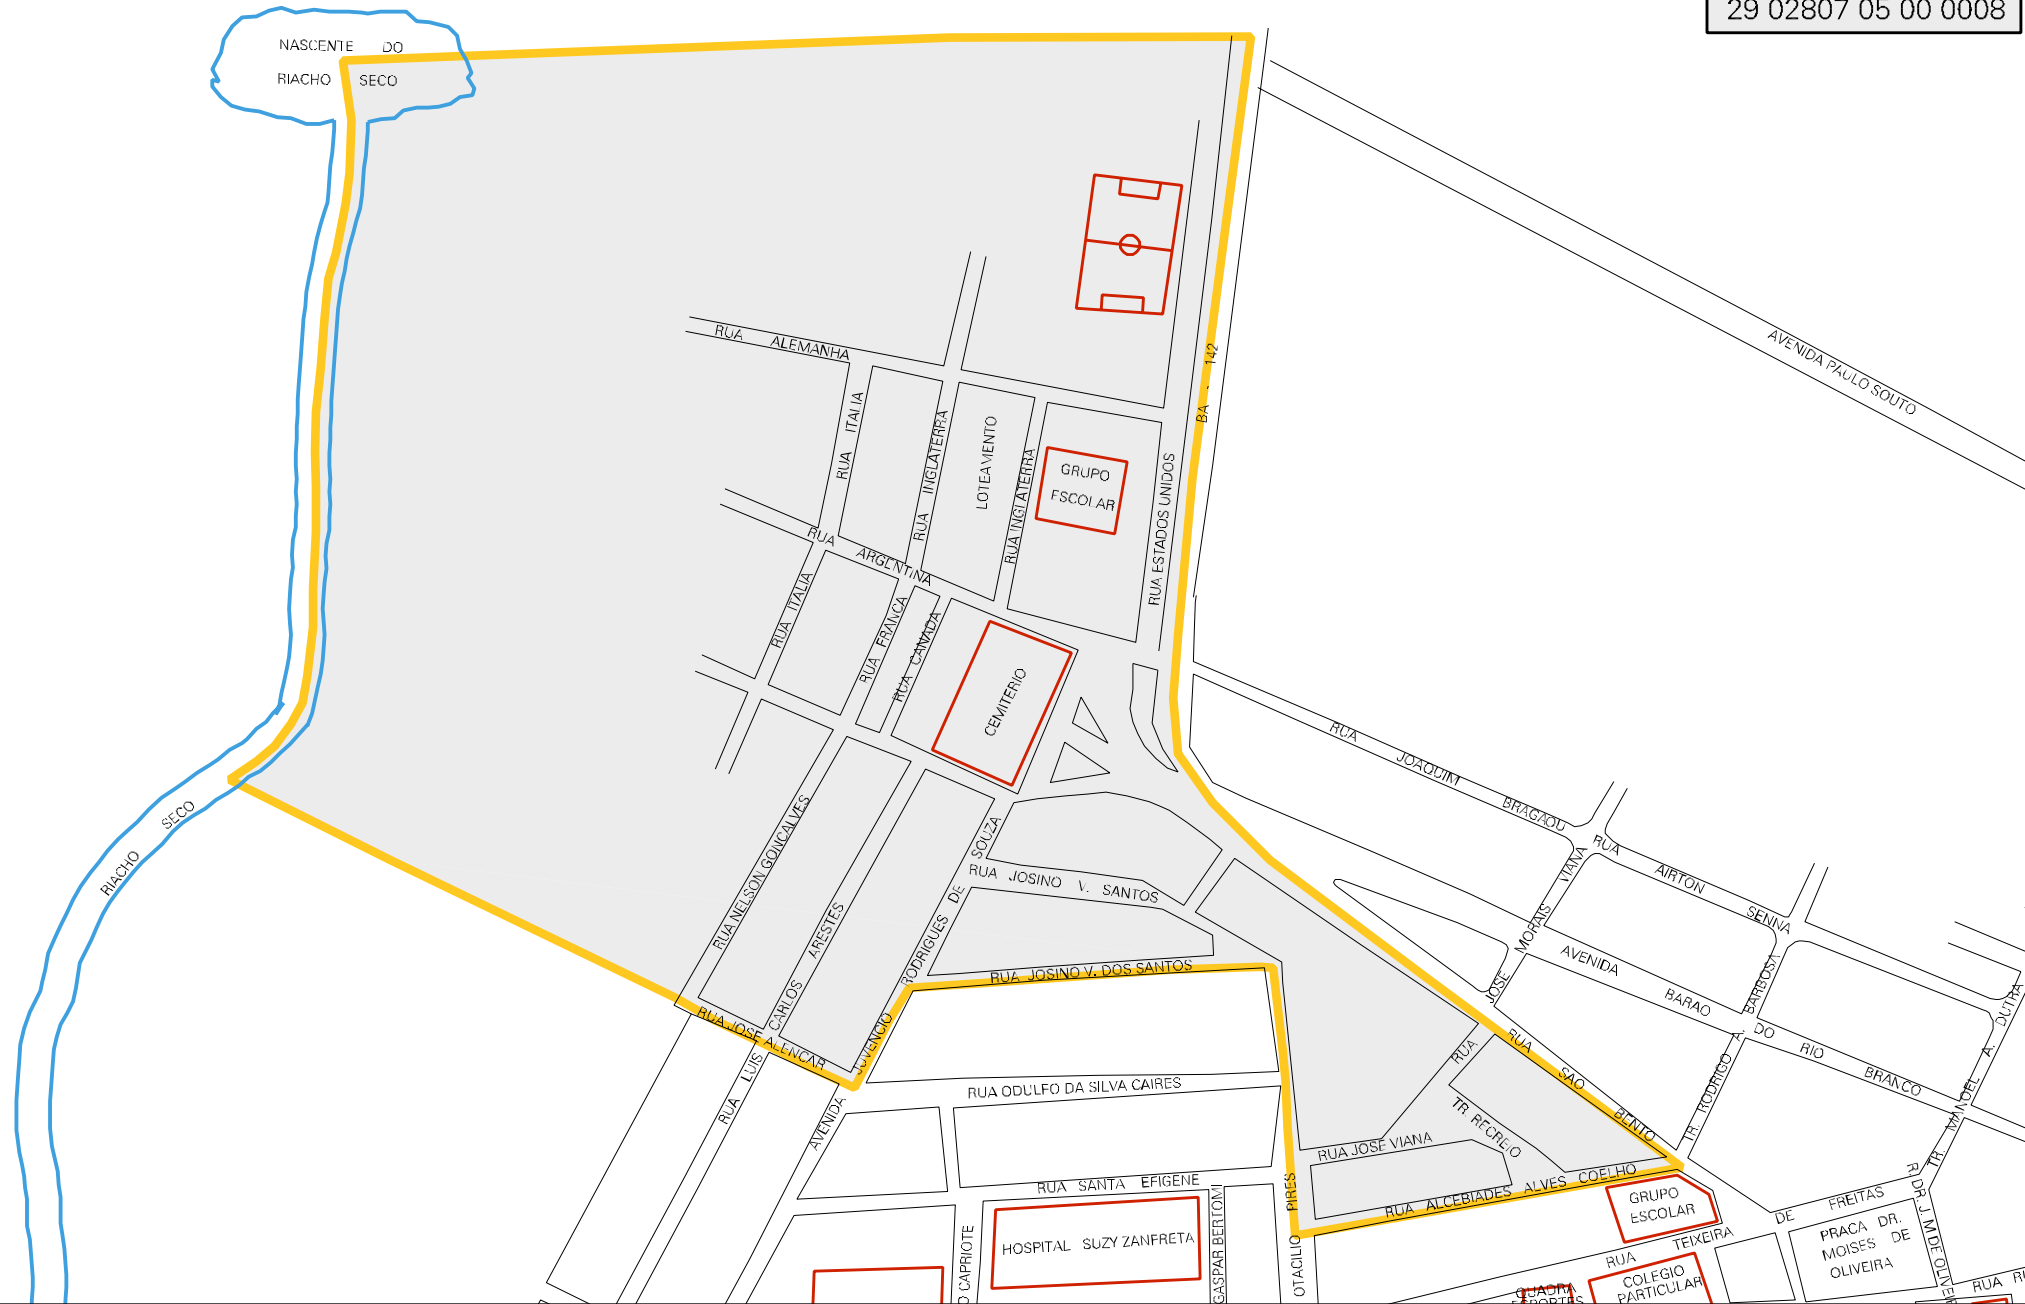 29 02807 05 00 0008
NASCENTE DO
RIACHO SECO
AVENIDA PAULO SOUTO
BA - 142
RUA ALEMANHA
RUA ITALIA
RUA INGLATERRA
LOTEAMENTO
RUA INGLATERRA
GRUPO
ESCOLAR
RUA ESTADOS UNIDOS
RUA ARGENTINA
RUA ITALIA
RUA FRANCA
RUA CANADA
CEMITERIO
RUA JOAQUIM BRAGAOU
RUA AIRTON SENNA
RIACHO SECO
RUA NELSON GONCALVES
RUA LUIS CARLOS ARESTES
AVENIDA JUVENCIO RODRIGUES DE SOUZA
RUA JOSINO V. SANTOS
RUA JOSINO V. DOS SANTOS
RUA JOSE ALENCAR
JOSE MORAIS VIANA
AVENIDA BARAO DO RIO BRANCO
TR. RODRIGO A. BARBOSA
TR. MANOEL A. DUTRA
RUA SAO BENTO
RUA
TR. RECREIO
RUA ODULFO DA SILVA CAIRES
RUA JOSE VIANA
RUA SANTA EFIGENE
RUA ALCEBIADES ALVES COELHO
OTACILIO PIRES
GASPAR BERTOMI
O CAPRIOTE
HOSPITAL SUZY ZANFRETA
GRUPO
ESCOLAR
RUA TEIXEIRA DE FREITAS
PRACA DR.
MOISES DE
OLIVEIRA
R DR. J. M DE OLIVEI
COLEGIO
PARTICULAR
QUADRA
ESPORTES
RUA RU